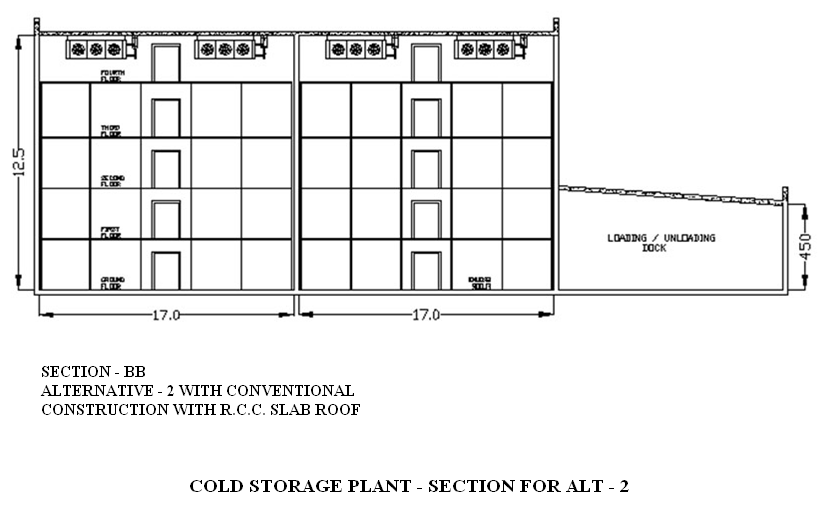 FOURTH
FLOOR
THIRD
FLOOR
12.5
SECOND
FLOOR
FIRST
FLOOR
LOADING / UNLOADING
DOCK
450
GROUND
FLOOR
17.0
17.0
SECTION - BB
ALTERNATIVE - 2 WITH CONVENTIONAL
CONSTRUCTION WITH R.C.C. SLAB ROOF
COLD STORAGE PLANT - SECTION FOR ALT - 2